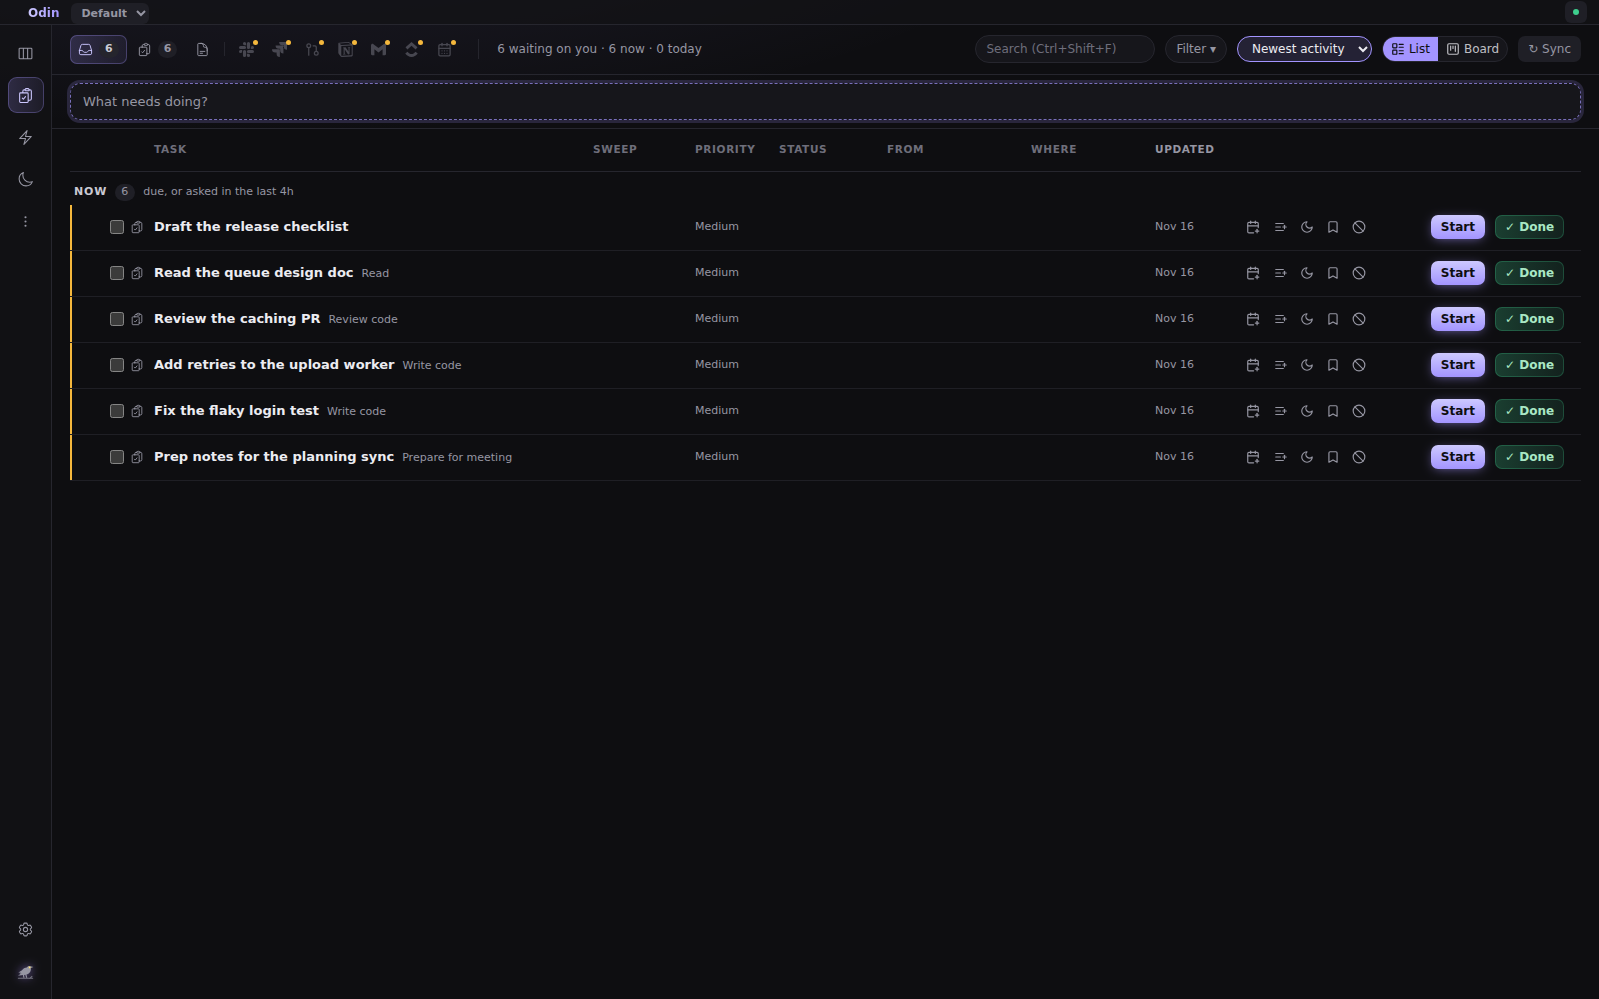 Odin Default
6 6 6 waiting on you · 6 now · 0 today Search (Ctrl+Shift+F) Filter ▾ Newest activity List Board ↻ Sync
What needs doing?
TASK SWEEP PRIORITY STATUS FROM WHERE UPDATED
NOW 6 due, or asked in the last 4h
Draft the release checklist Medium Nov 16 Start ✓ Done
Read the queue design doc Read Medium Nov 16 Start ✓ Done
Review the caching PR Review code Medium Nov 16 Start ✓ Done
Add retries to the upload worker Write code Medium Nov 16 Start ✓ Done
Fix the flaky login test Write code Medium Nov 16 Start ✓ Done
Prep notes for the planning sync Prepare for meeting Medium Nov 16 Start ✓ Done